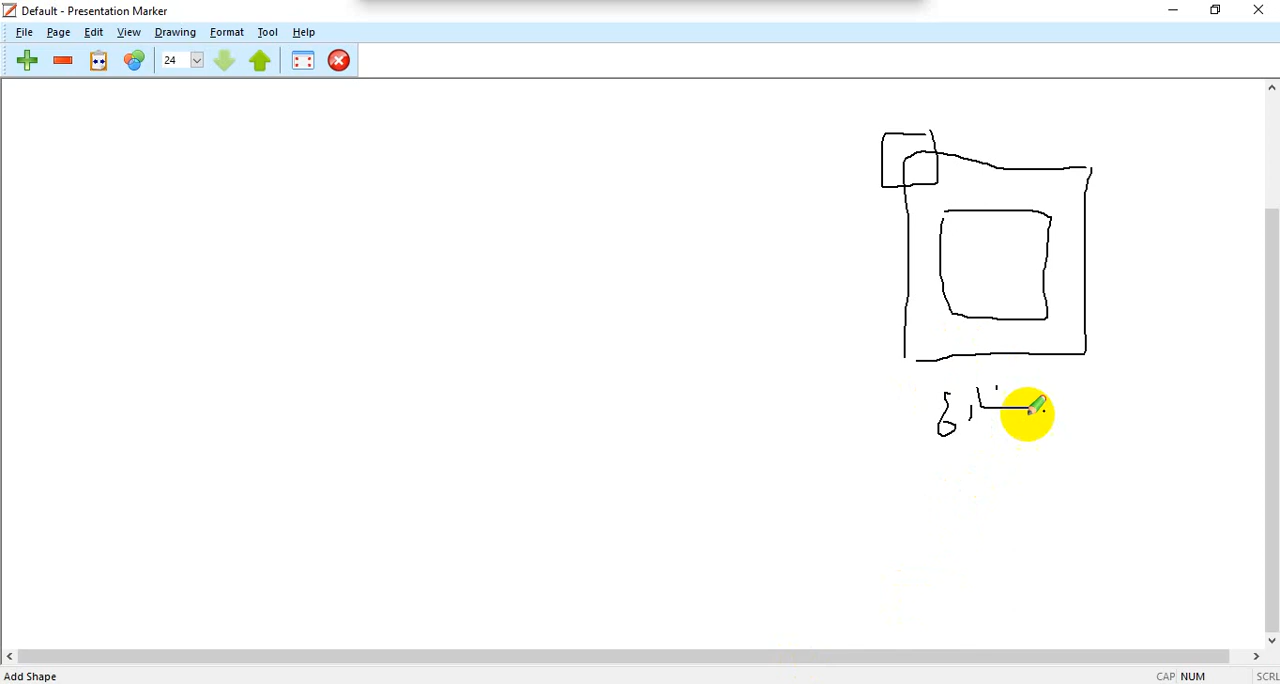 Default - Presentation Marker
File Page Edit View Drawing Format Tool Help
24
Add Shape CAP NUM SCRL